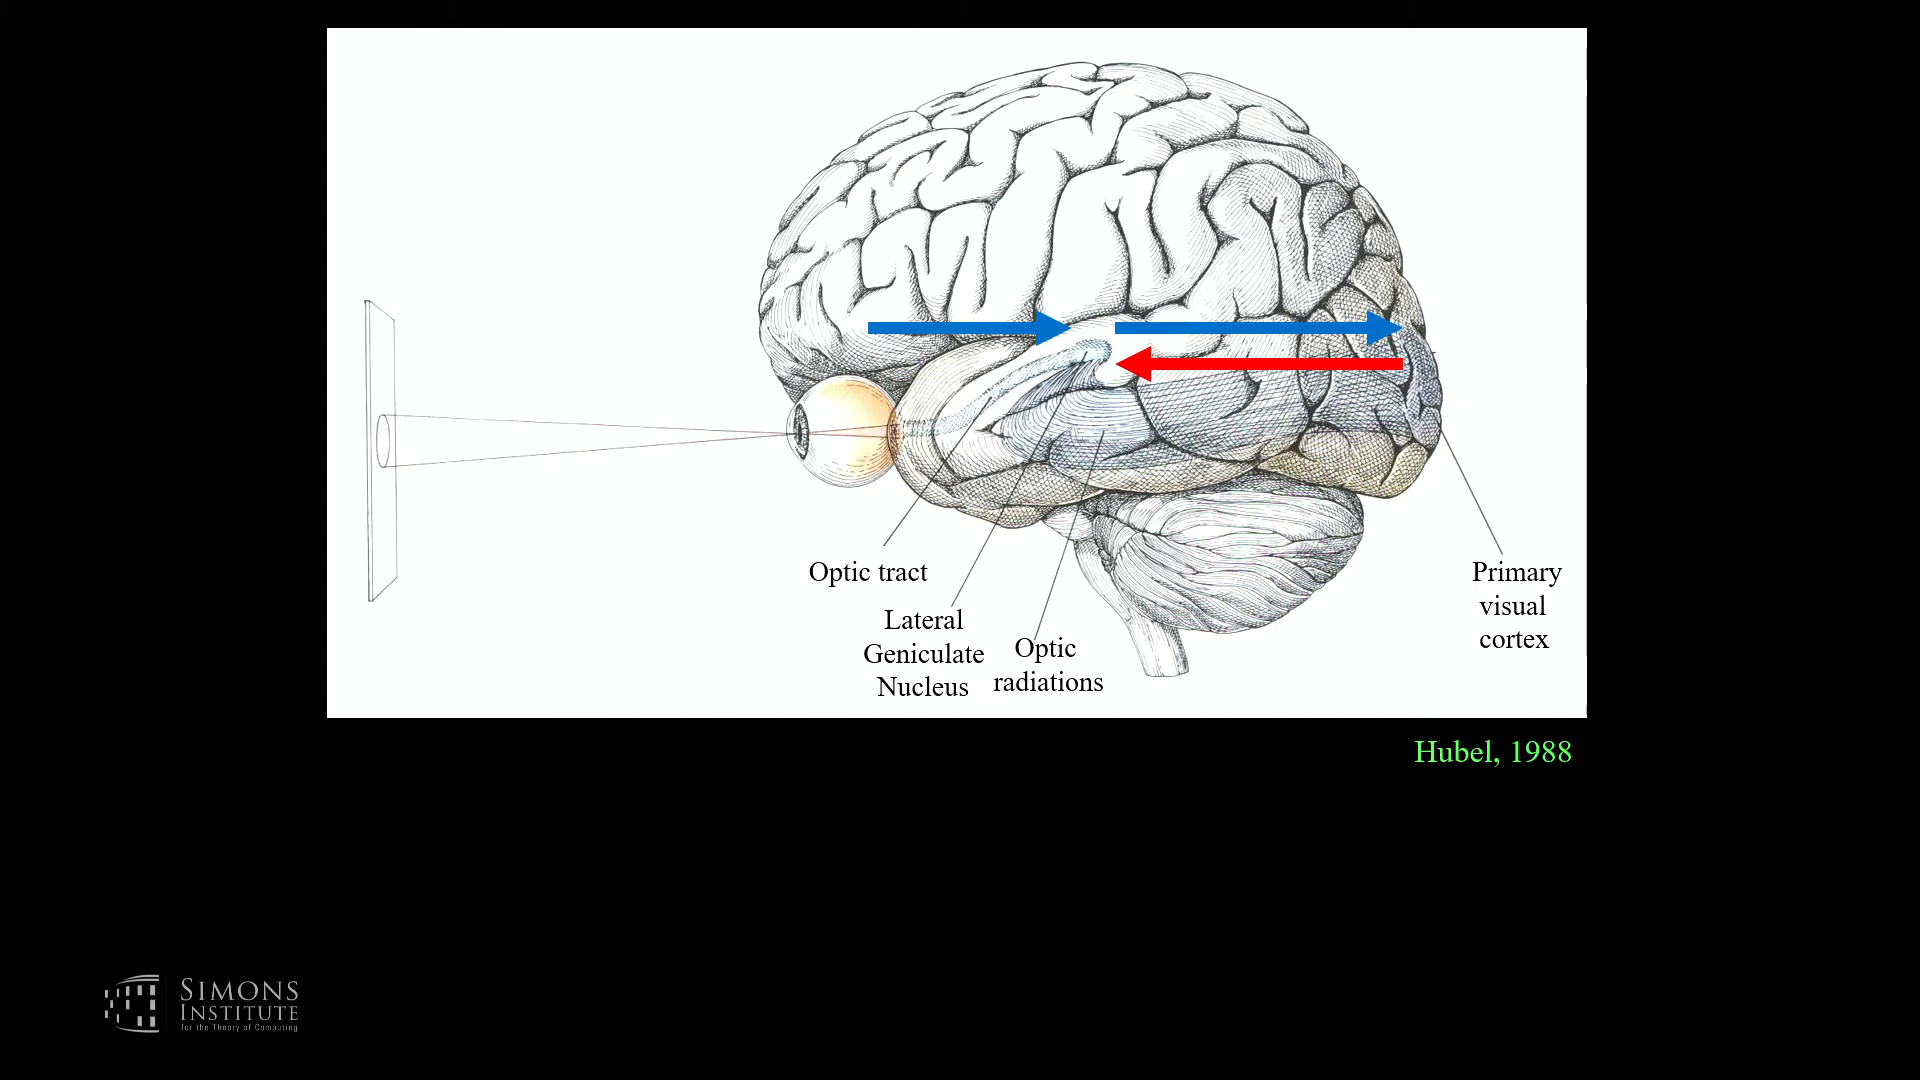 Optic tract
Lateral
Geniculate
Nucleus
Optic
radiations
Primary
visual
cortex
Hubel, 1988
SIMONS
INSTITUTE
for the Theory of Computing